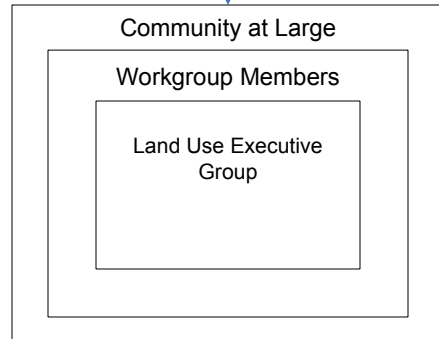 Community at Large
Workgroup Members
Land Use Executive
Group